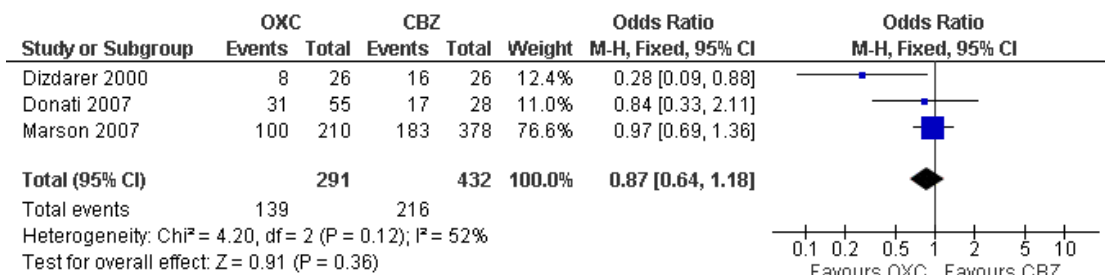 OXC CBZ Odds Ratio Odds Ratio
Study or Subgroup Events Total Events Total Weight M-H, Fixed, 95% CI M-H, Fixed, 95% CI
Dizdarer 2000 8 26 16 26 12.4% 0.28 [0.09, 0.88]
Donati 2007 31 55 17 28 11.0% 0.84 [0.33, 2.11]
Marson 2007 100 210 183 378 76.6% 0.97 [0.69, 1.36]
Total (95% CI) 291 432 100.0% 0.87 [0.64, 1.18]
Total events 139 216
Heterogeneity: Chi² = 4.20, df = 2 (P = 0.12); I² = 52%
Test for overall effect: Z = 0.91 (P = 0.36)
0.1 0.2 0.5 1 2 5 10
Favours OXC Favours CBZ